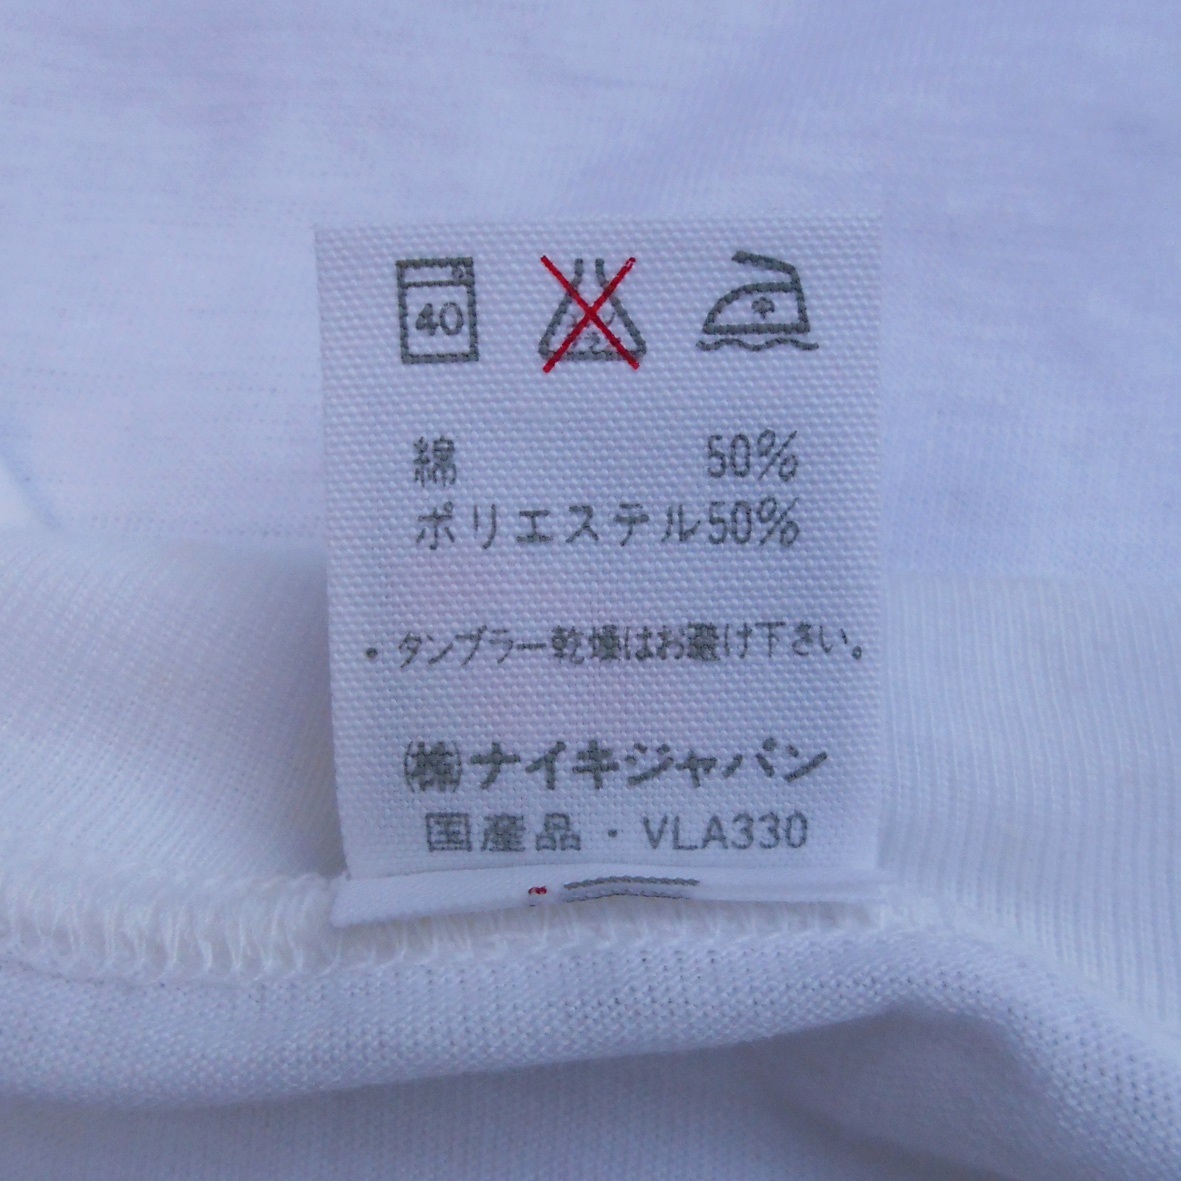 40
綿 50%
ポリエステル50%
・タンブラー乾燥はお避け下さい。
㈱ナイキジャパン
国産品・VLA330